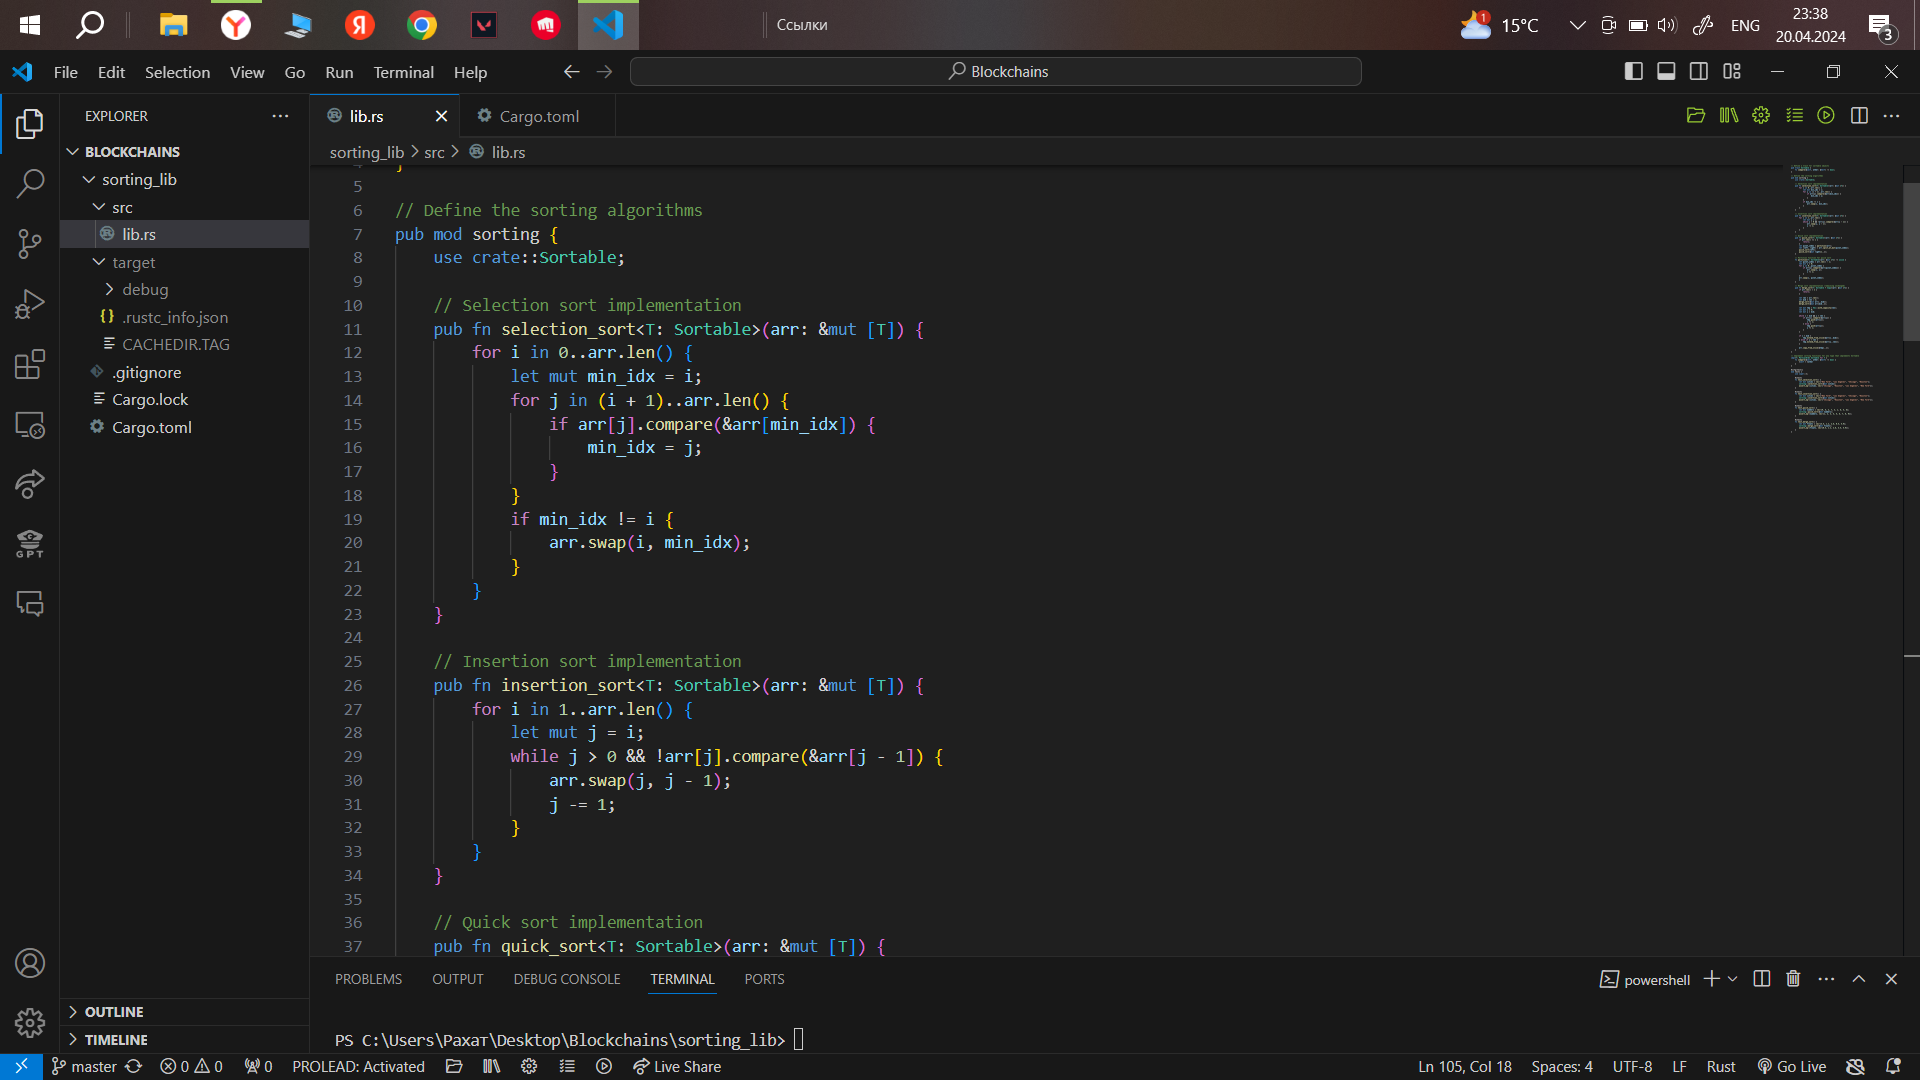 Ссылки
1
15°C
ENG
23:38
20.04.2024
3
File Edit Selection View Go Run Terminal Help
Blockchains
EXPLORER
lib.rs
Cargo.toml
sorting_lib > src > lib.rs
BLOCKCHAINS
sorting_lib
src
lib.rs
target
debug
.rustc_info.json
CACHEDIR.TAG
.gitignore
Cargo.lock
Cargo.toml
OUTLINE
TIMELINE
GPT
5
6 // Define the sorting algorithms
7 pub mod sorting {
8 use crate::Sortable;
9
10 // Selection sort implementation
11 pub fn selection_sort<T: Sortable>(arr: &mut [T]) {
12 for i in 0..arr.len() {
13 let mut min_idx = i;
14 for j in (i + 1)..arr.len() {
15 if arr[j].compare(&arr[min_idx]) {
16 min_idx = j;
17 }
18 }
19 if min_idx != i {
20 arr.swap(i, min_idx);
21 }
22 }
23 }
24
25 // Insertion sort implementation
26 pub fn insertion_sort<T: Sortable>(arr: &mut [T]) {
27 for i in 1..arr.len() {
28 let mut j = i;
29 while j > 0 && !arr[j].compare(&arr[j - 1]) {
30 arr.swap(j, j - 1);
31 j -= 1;
32 }
33 }
34 }
35
36 // Quick sort implementation
37 pub fn quick_sort<T: Sortable>(arr: &mut [T]) {
PROBLEMS OUTPUT DEBUG CONSOLE TERMINAL PORTS
powershell
PS C:\Users\Рахат\Desktop\Blockchains\sorting_lib>
master 0 0 0 PROLEAD: Activated Live Share
Ln 105, Col 18 Spaces: 4 UTF-8 LF Rust Go Live